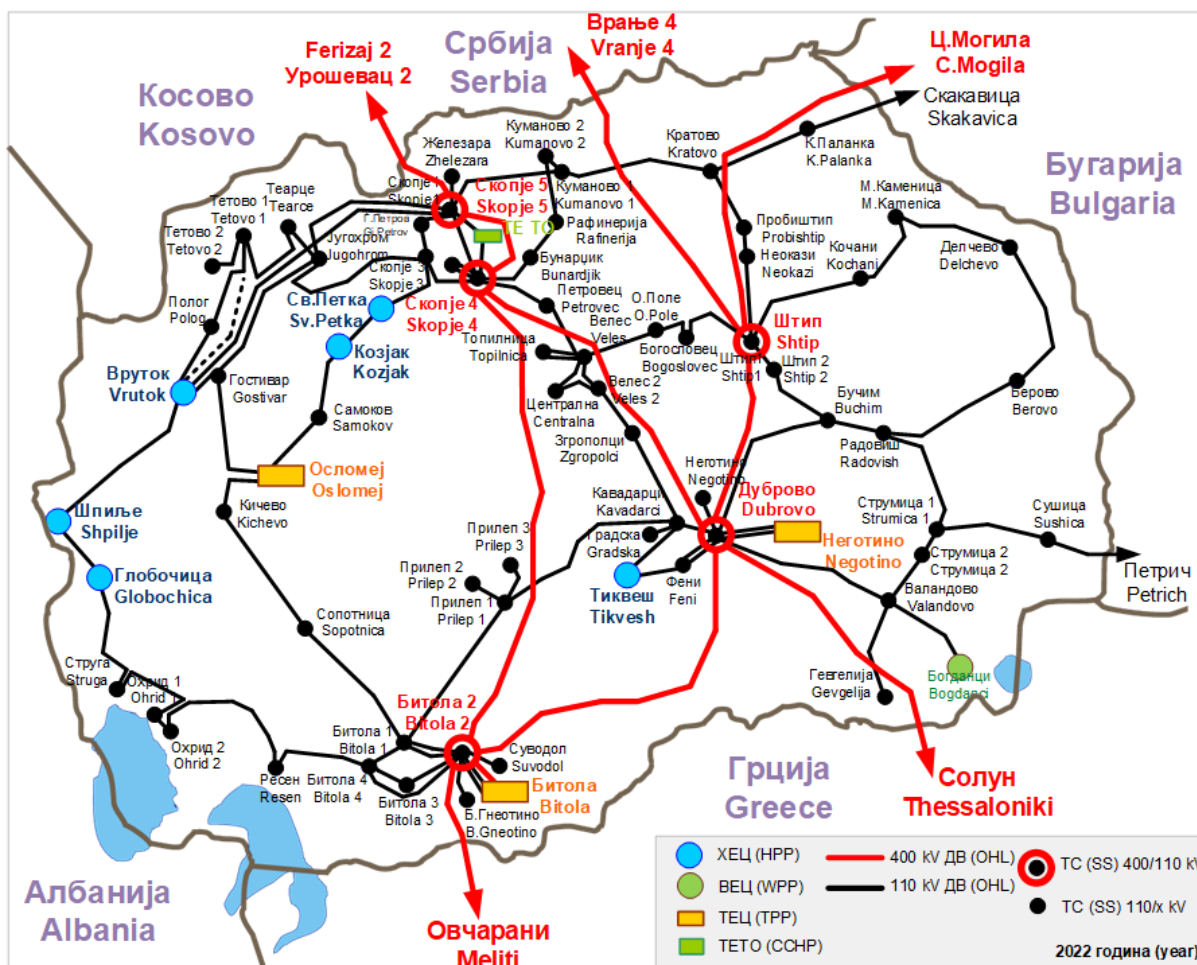 Врање 4
Vranje 4
Ferizaj 2
Урошевац 2
Србија
Serbia
Ц.Могила
C.Mogila
Скакавица
Skakavica
Косово
Kosovo
Бугарија
Bulgaria
Куманово 2
Kumanovo 2
Железара
Zhelezara
Кратово
Kratovo
К.Паланка
K.Palanka
Скопје 1
Skopje 1
Скопје 5
Skopje 5
Куманово 1
Kumanovo 1
М.Каменица
M.Kamenica
Теарце
Tearce
Тетово 1
Tetovo 1
Тетово 2
Tetovo 2
Г.Петров
Gj.Petrov
ТЕ ТО
Рафинерија
Rafinerija
Пробиштип
Probishtip
Неокази
Neokazi
Кочани
Kochani
Делчево
Delchevo
Југохром
Jugohrom
Скопје 3
Skopje 3
Бунарџик
Bunardjik
Петровец
Petrovec
Св.Петка
Sv.Petka
Скопје 4
Skopje 4
Полог
Polog
Козјак
Kozjak
Топилница
Topilnica
Велес
Veles
О.Поле
O.Pole
Богословец
Bogoslovec
Штип
Shtip
Штип1
Shtip1
Штип 2
Shtip 2
Вруток
Vrutok
Гостивар
Gostivar
Самоков
Samokov
Централна
Centralna
Велес 2
Veles 2
Бучим
Buchim
Берово
Berovo
Згрополци
Zgropolci
Радовиш
Radovish
Осломеј
Oslomej
Неготино
Negotino
Дуброво
Dubrovo
Кавадарци
Kavadarci
Неготино
Negotino
Струмица 1
Strumica 1
Сушица
Sushica
Шпиље
Shpilje
Кичево
Kichevo
Прилеп 3
Prilep 3
Градска
Gradska
Струмица 2
Струмица 2
Петрич
Petrich
Глобочица
Globochica
Прилеп 2
Prilep 2
Прилеп 1
Prilep 1
Тиквеш
Tikvesh
Фени
Feni
Валандово
Valandovo
Сопотница
Sopotnica
Струга
Struga
Охрид 1
Ohrid 1
Гевгелија
Gevgelija
Богданци
Bogdanci
Охрид 2
Ohrid 2
Битола 2
Bitola 2
Битола 1
Bitola 1
Суводол
Suvodol
Ресен
Resen
Битола 4
Bitola 4
Битола 3
Bitola 3
Б.Гнеотино
B.Gneotino
Битола
Bitola
Грција
Greece
Солун
Thessaloniki
Албанија
Albania
Овчарани
Meliti
ХЕЦ (HPP)
400 kV ДВ (OHL)
ТС (SS) 400/110 kV
ВЕЦ (WPP)
110 kV ДВ (OHL)
ТЕЦ (TPP)
ТС (SS) 110/x kV
ТЕТО (CCHP)
2022 година (year)